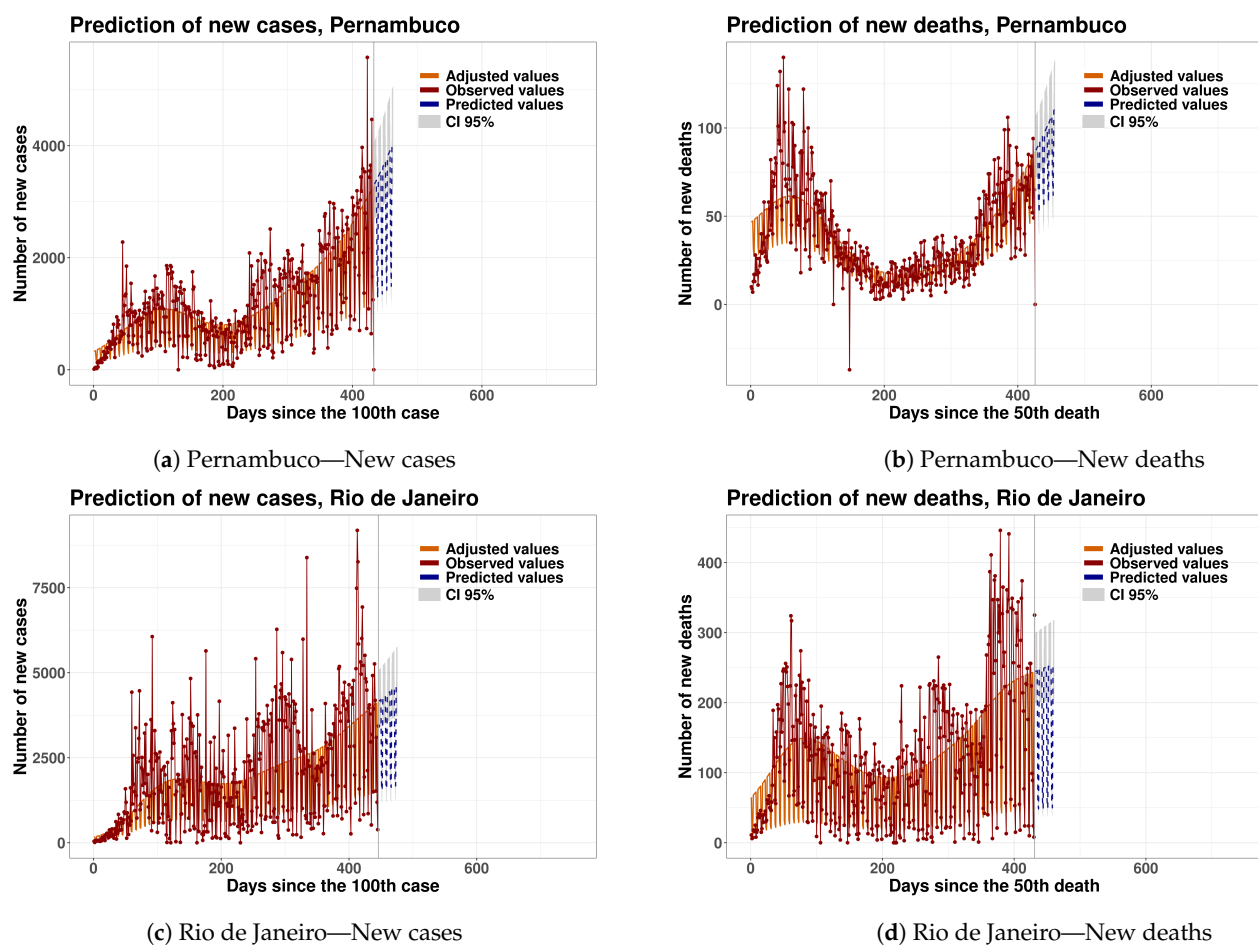 Prediction of new cases, Pernambuco
Number of new cases
4000
2000
0
Adjusted values
Observed values
Predicted values
CI 95%
0 200 400 600
Days since the 100th case
(a) Pernambuco—New cases
Prediction of new deaths, Pernambuco
Number of new deaths
100
50
0
Adjusted values
Observed values
Predicted values
CI 95%
0 200 400 600
Days since the 50th death
(b) Pernambuco—New deaths
Prediction of new cases, Rio de Janeiro
Number of new cases
7500
5000
2500
0
Adjusted values
Observed values
Predicted values
CI 95%
0 200 400 600
Days since the 100th case
(c) Rio de Janeiro—New cases
Prediction of new deaths, Rio de Janeiro
Number of new deaths
400
300
200
100
0
Adjusted values
Observed values
Predicted values
CI 95%
0 200 400 600
Days since the 50th death
(d) Rio de Janeiro—New deaths